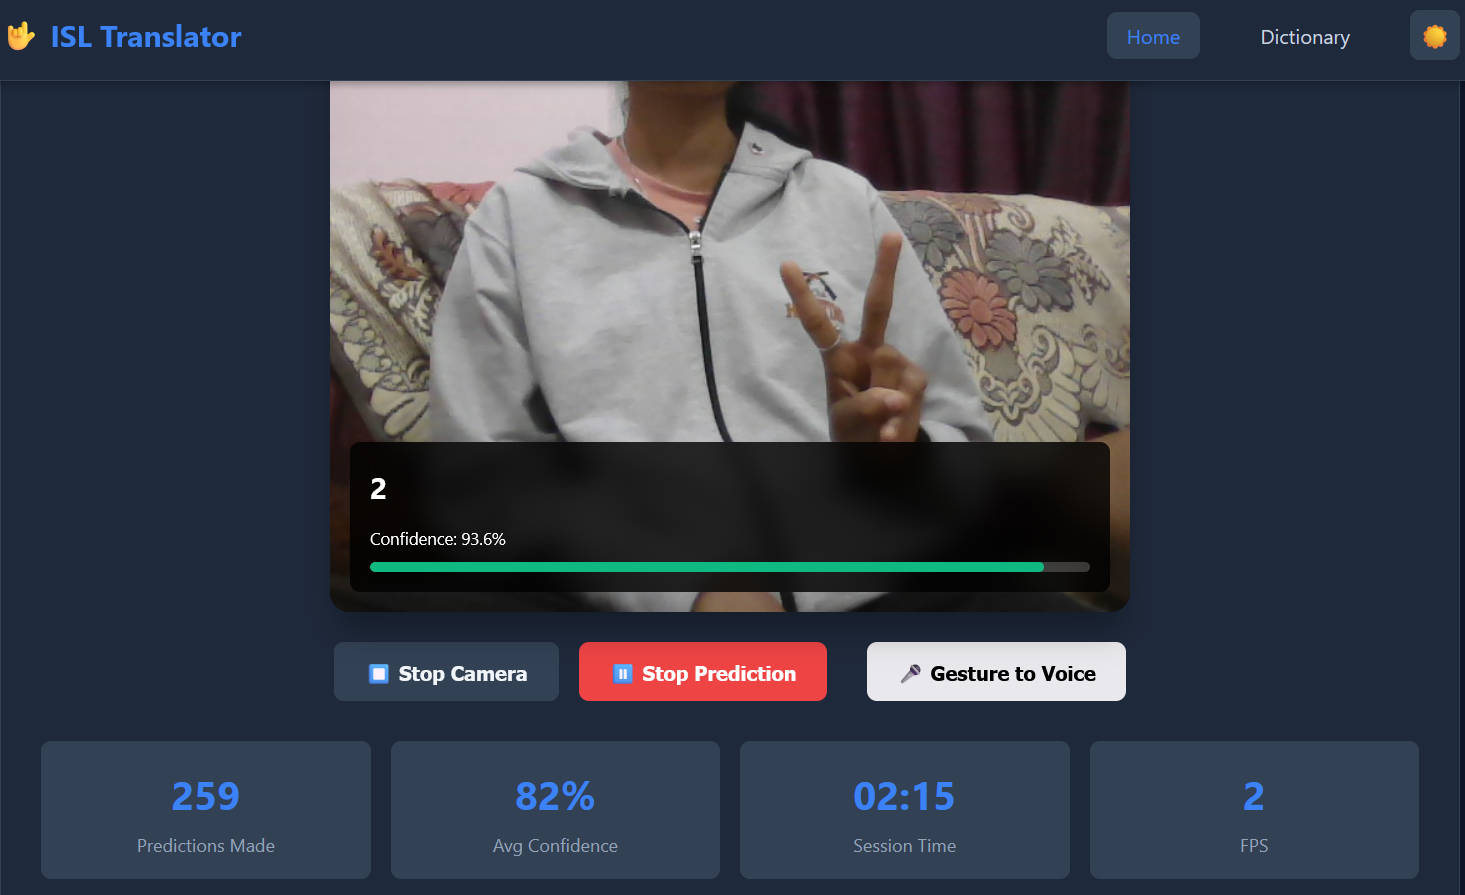 ISL Translator
Home
Dictionary
2
Confidence: 93.6%
Stop Camera
Stop Prediction
Gesture to Voice
259
Predictions Made
82%
Avg Confidence
02:15
Session Time
2
FPS